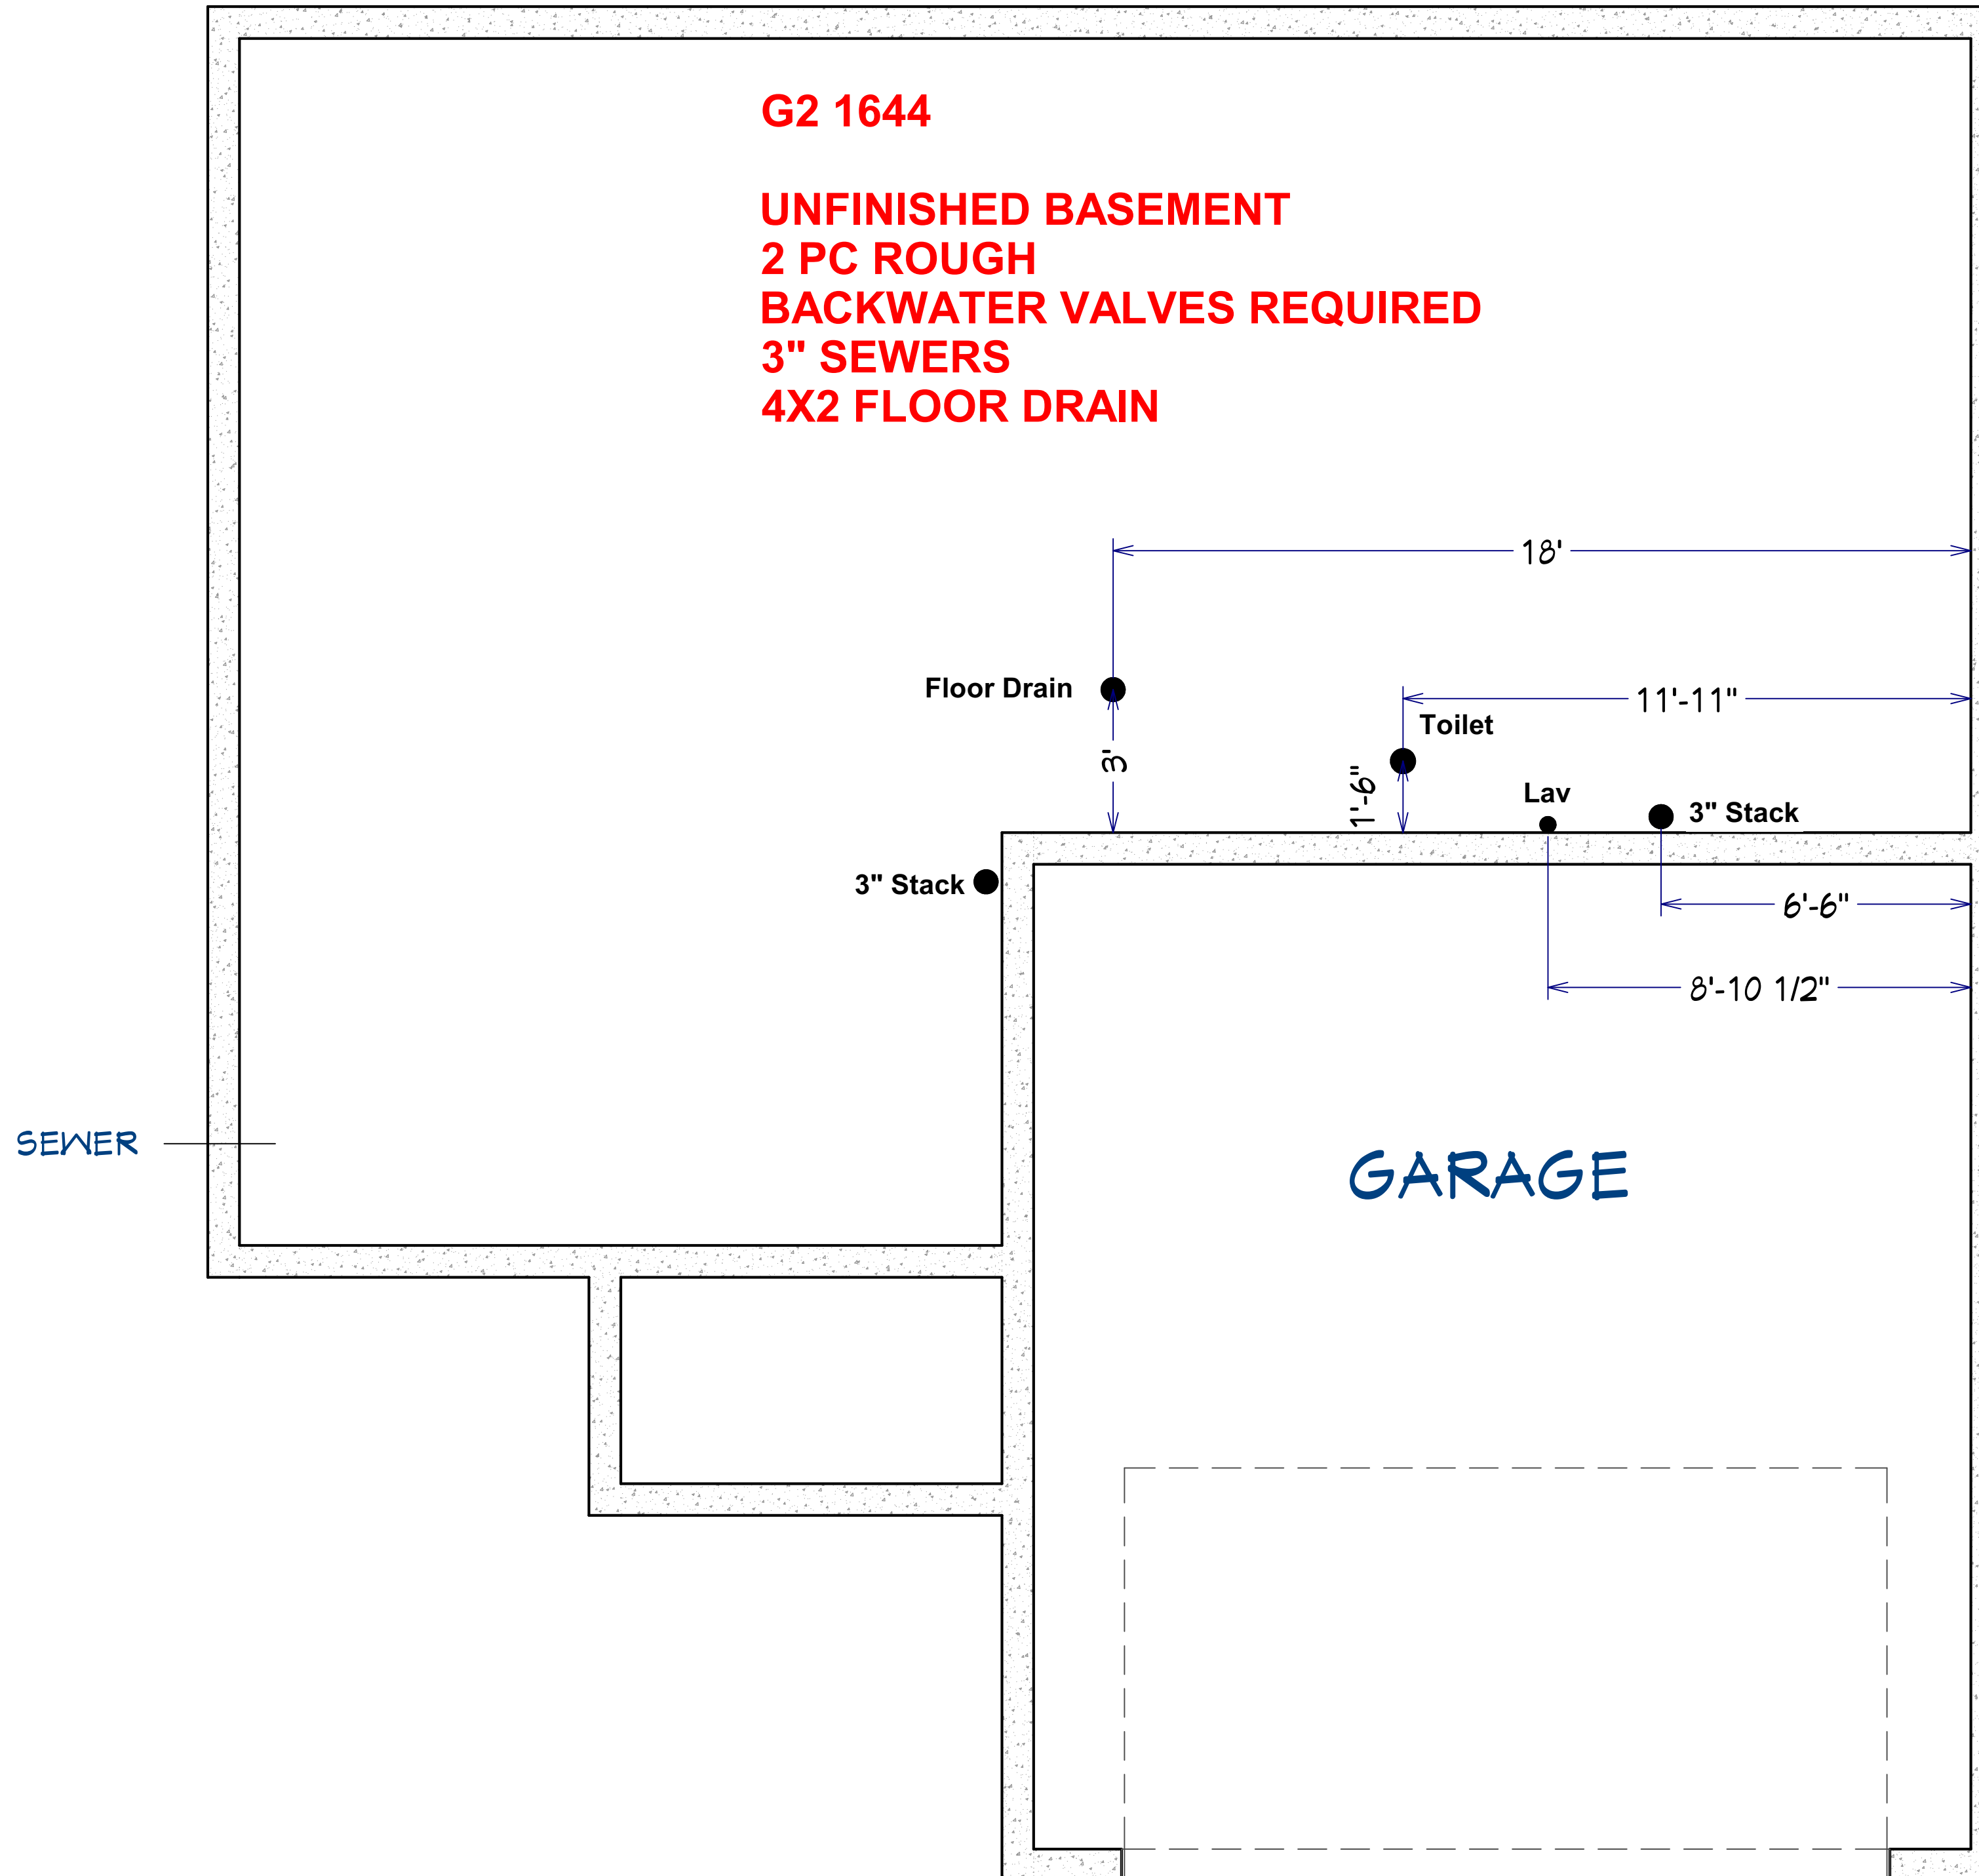 G2 1644
UNFINISHED BASEMENT
2 PC ROUGH
BACKWATER VALVES REQUIRED
3" SEWERS
4X2 FLOOR DRAIN
18'
Floor Drain
11'-11"
Toilet
3'
1'-6"
Lav
3" Stack
3" Stack
6'-6"
8'-10 1/2"
SEWER
GARAGE